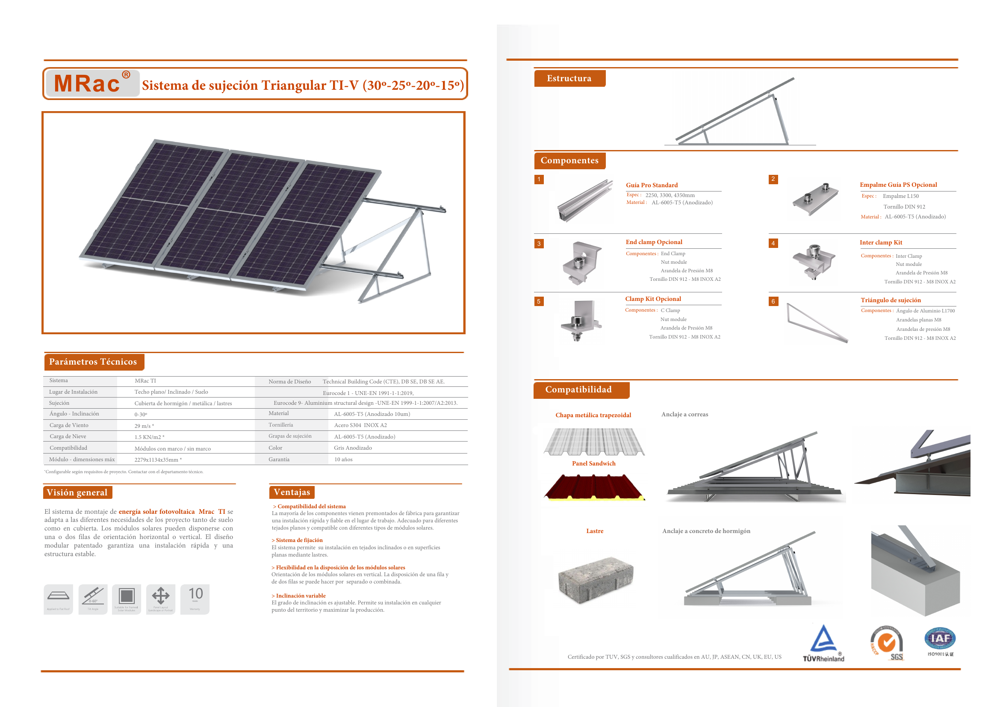 MRac® Sistema de sujeción Triangular TI-V (30º-25º-20º-15º)
Parámetros Técnicos
Sistema MRac TI
Lugar de Instalación Techo plano/ Inclinado / Suelo
Sujeción Cubierta de hormigón / metálica / lastres
Ángulo - Inclinación 0-30º
Carga de Viento 29 m/s *
Carga de Nieve 1.5 KN/m2 *
Compatibilidad Módulos con marco / sin marco
Módulo - dimensiones máx 2279x1134x35mm *
Norma de Diseño Technical Building Code (CTE), DB SE, DB SE AE.
Eurocode 1 - UNE-EN 1991-1-1:2019,
Eurocode 9- Aluminium structural design -UNE-EN 1999-1-1:2007/A2:2013.
Material AL-6005-T5 (Anodizado 10um)
Tornillería Acero S304 INOX A2
Grapas de sujeción AL-6005-T5 (Anodizado)
Color Gris Anodizado
Garantía 10 años
*Configurable según requisitos de proyecto. Contactar con el departamento técnico.
Visión general
El sistema de montaje de energía solar fotovoltaica Mrac TI se
adapta a las diferentes necesidades de los proyecto tanto de suelo
como en cubierta. Los módulos solares pueden disponerse con
una o dos filas de orientación horizontal o vertical. El diseño
modular patentado garantiza una instalación rápida y una
estructura estable.
Applied to Flat Roof
0-60°
Tilt Angle
Suitable for framed
Solar Modules
Panel Layout
Landscape or Portrait
10
years
Warranty
Ventajas
> Compatibilidad del sistema
La mayoría de los componentes vienen premontados de fábrica para garantizar
una instalación rápida y fiable en el lugar de trabajo. Adecuado para diferentes
tejados planos y compatible con diferentes tipos de módulos solares.
> Sistema de fijación
El sistema permite su instalación en tejados inclinados o en superficies
planas mediante lastres.
> Flexibilidad en la disposición de los módulos solares
Orientación de los módulos solares en vertical. La disposición de una fila y
de dos filas se puede hacer por separado o combinada.
> Inclinación variable
El grado de inclinación es ajustable. Permite su instalación en cualquier
punto del territorio y maximizar la producción.
Estructura
Componentes
1
Guía Pro Standard
Espec : 2250, 3300, 4350mm
Material : AL-6005-T5 (Anodizado)
2
Empalme Guía PS Opcional
Espec : Empalme L150
Tornillo DIN 912
Material : AL-6005-T5 (Anodizado)
3
End clamp Opcional
Componentes : End Clamp
Nut module
Arandela de Presión M8
Tornillo DIN 912 - M8 INOX A2
4
Inter clamp Kit
Componentes : Inter Clamp
Nut module
Arandela de Presión M8
Tornillo DIN 912 - M8 INOX A2
5
Clamp Kit Opcional
Componentes : C Clamp
Nut module
Arandela de Presión M8
Tornillo DIN 912 - M8 INOX A2
6
Triángulo de sujeción
Componentes : Ángulo de Aluminio L1700
Arandelas planas M8
Arandelas de presión M8
Tornillo DIN 912 - M8 INOX A2
Compatibilidad
Chapa metálica trapezoidal
Anclaje a correas
Panel Sandwich
Lastre
Anclaje a concreto de hormigón
Certificado por TUV, SGS y consultores cualificados en AU, JP, ASEAN, CN, UK, EU, US
TÜVRheinland®
HACCP
SGS
IAF
ISO9001认证